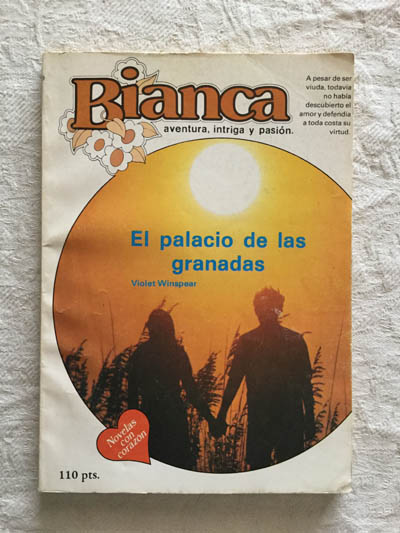 Bianca
aventura, intriga y pasión.
A pesar de ser
viuda, todavía
no había
descubierto el
amor y defendía
a toda costa su
virtud.
El palacio de las
granadas
Violet Winspear
Novelas
con
corazón
110 pts.